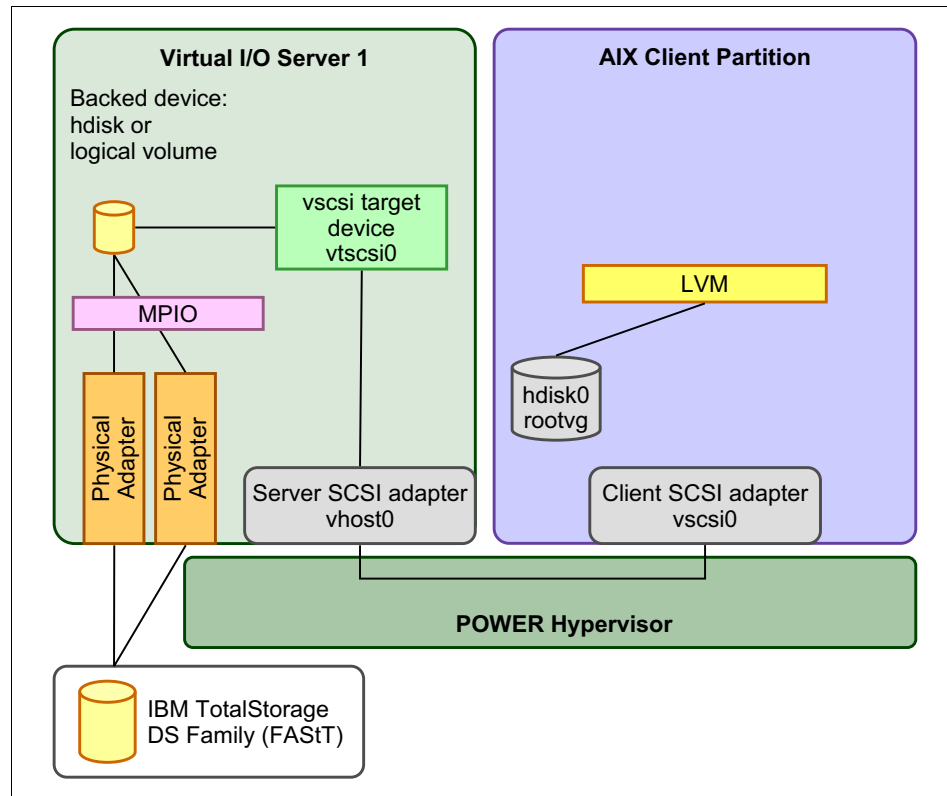 Virtual I/O Server 1
Backed device:
hdisk or
logical volume
vscsi target
device
vtscsi0
MPIO
Physical
Adapter
Physical
Adapter
Server SCSI adapter
vhost0
AIX Client Partition
LVM
hdisk0
rootvg
Client SCSI adapter
vscsi0
POWER Hypervisor
IBM TotalStorage
DS Family (FAStT)